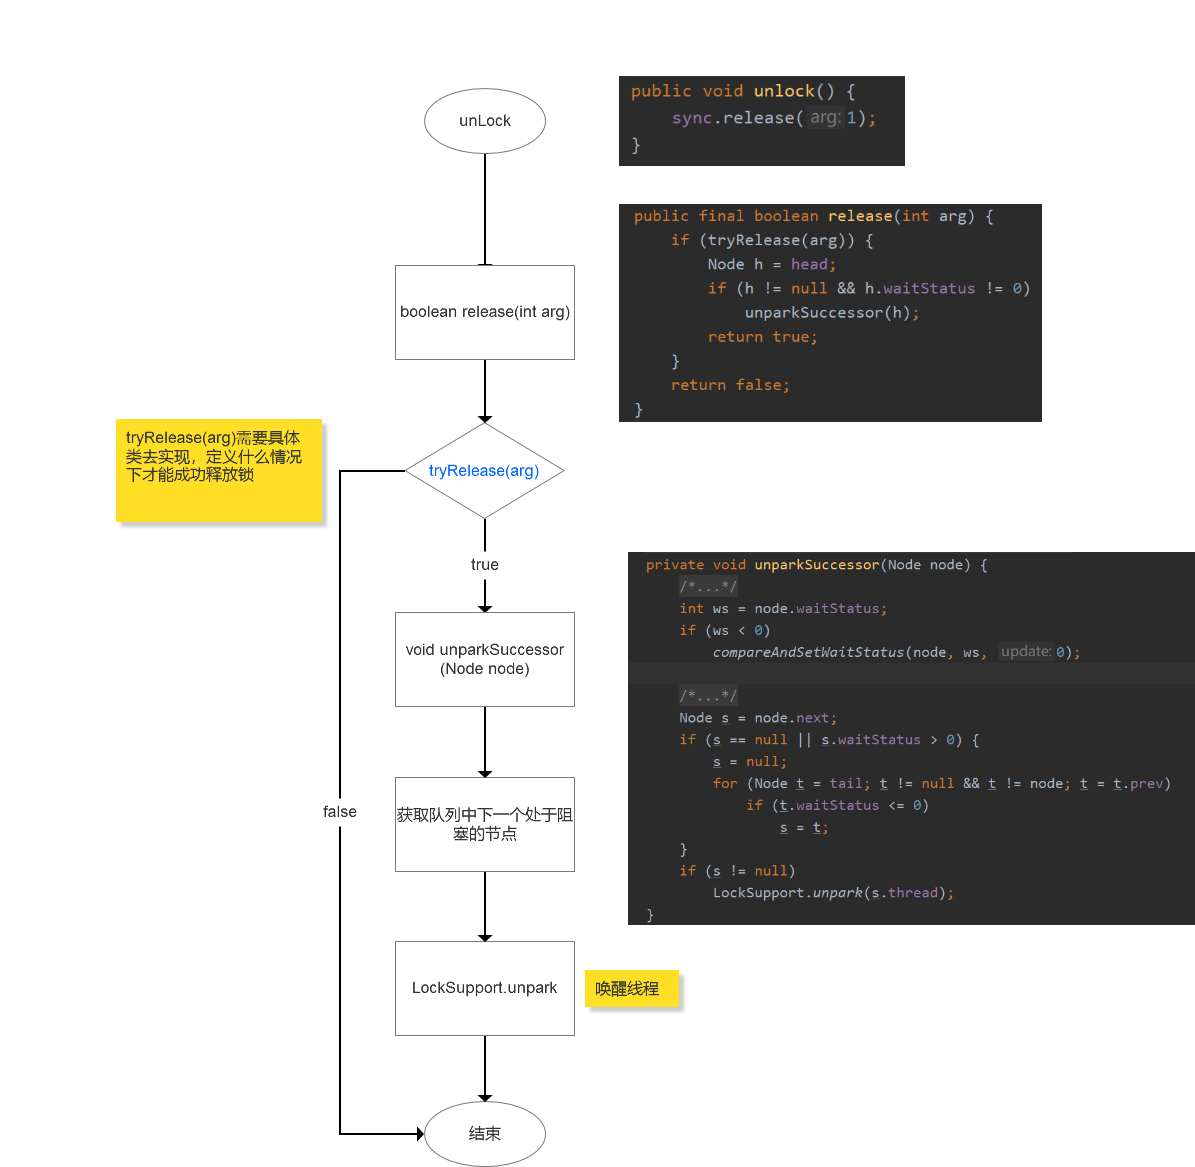 unLock
boolean release(int arg)
tryRelease(arg)需要具体
类去实现，定义什么情况
下才能成功释放锁
tryRelease(arg)
true
false
void unparkSuccessor
(Node node)
获取队列中下一个处于阻
塞的节点
LockSupport.unpark
唤醒线程
结束
public void unlock() {
    sync.release( arg: 1);
}
public final boolean release(int arg) {
    if (tryRelease(arg)) {
        Node h = head;
        if (h != null && h.waitStatus != 0)
            unparkSuccessor(h);
        return true;
    }
    return false;
}
private void unparkSuccessor(Node node) {
    /*...*/
    int ws = node.waitStatus;
    if (ws < 0)
        compareAndSetWaitStatus(node, ws, update: 0);
    /*...*/
    Node s = node.next;
    if (s == null || s.waitStatus > 0) {
        s = null;
        for (Node t = tail; t != null && t != node; t = t.prev)
            if (t.waitStatus <= 0)
                s = t;
    }
    if (s != null)
        LockSupport.unpark(s.thread);
}